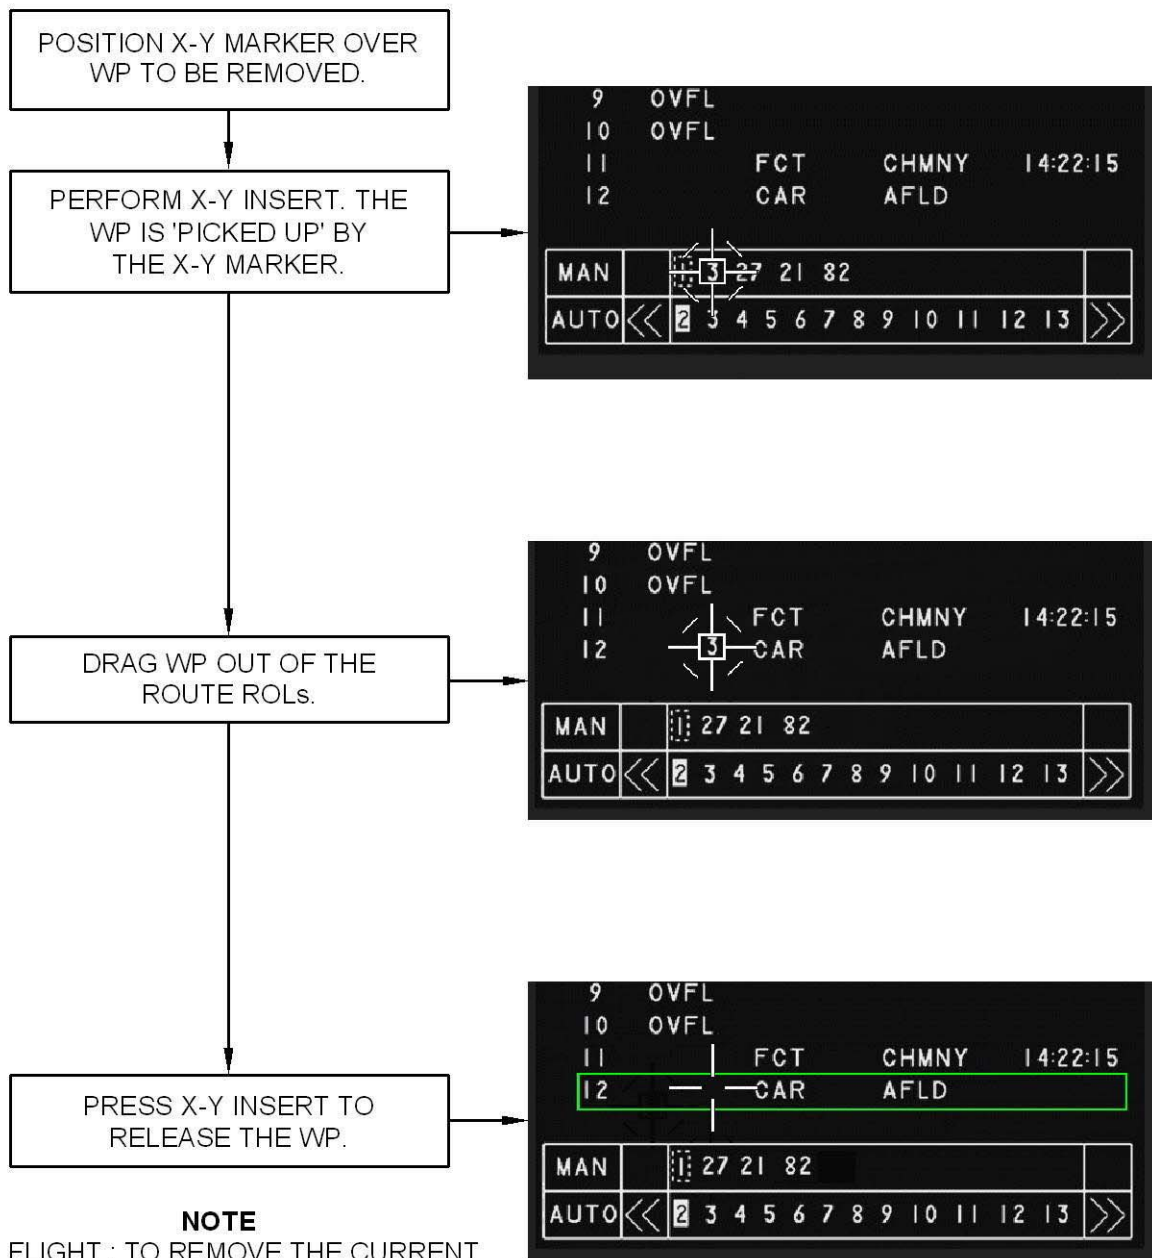 POSITION X-Y MARKER OVER
WP TO BE REMOVED.
PERFORM X-Y INSERT. THE
WP IS 'PICKED UP' BY
THE X-Y MARKER.
9 OVFL
10 OVFL
11 FCT CHMNY 14:22:15
12 CAR AFLD
MAN 1 3 27 21 82
AUTO << 2 3 4 5 6 7 8 9 10 11 12 13 >>
DRAG WP OUT OF THE
ROUTE ROLs.
9 OVFL
10 OVFL
11 FCT CHMNY 14:22:15
12 3 CAR AFLD
MAN 1 27 21 82
AUTO << 2 3 4 5 6 7 8 9 10 11 12 13 >>
PRESS X-Y INSERT TO
RELEASE THE WP.
9 OVFL
10 OVFL
11 FCT CHMNY 14:22:15
12 CAR AFLD
MAN 1 27 21 82
AUTO << 2 3 4 5 6 7 8 9 10 11 12 13 >>
NOTE
FLIGHT : TO REMOVE THE CURRENT